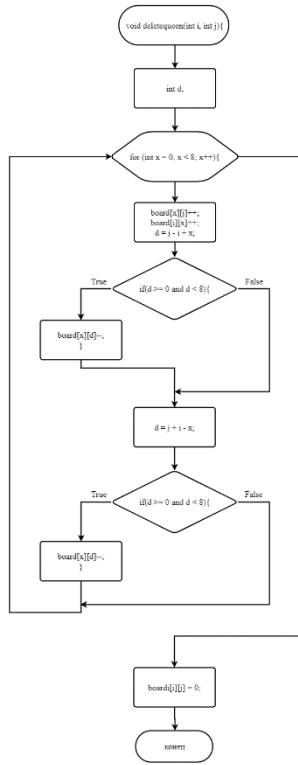 void deletequeen(int i, int j){
int d;
for (int x = 0; x < 8; x++){
board[x][j]++;
board[i][x]++;
d = j - i + x;
if(d >= 0 and d < 8){
True
False
board[x][d]--;
}
d = j + i - x;
if(d >= 0 and d < 8){
True
False
board[x][d]--;
}
boardi[i][j] = 0;
конец